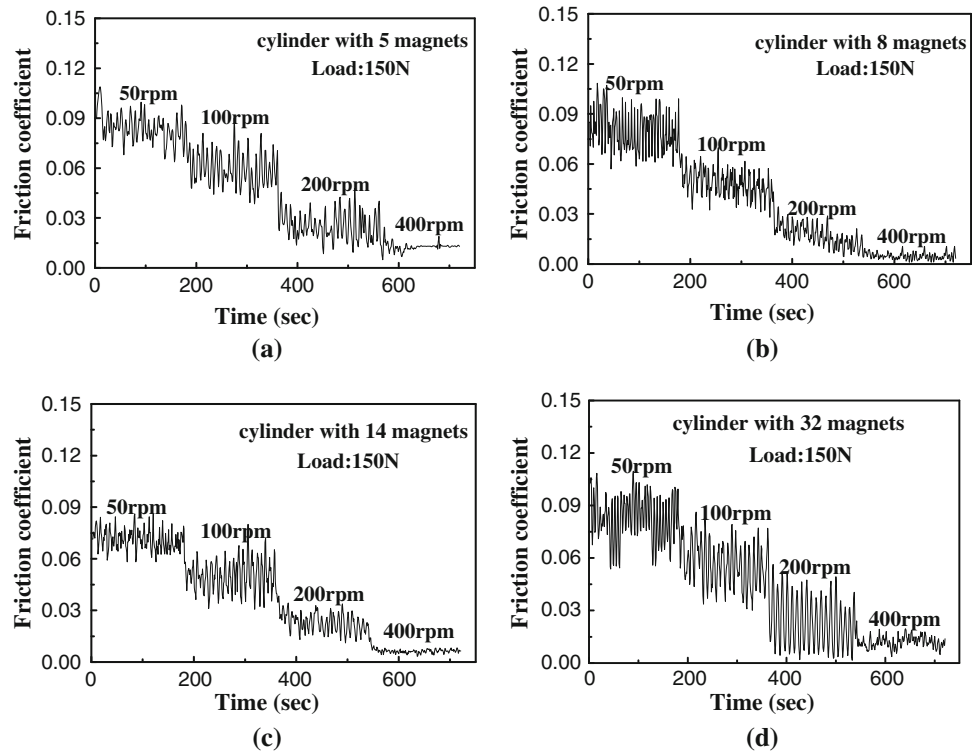 0.15
0.12
0.09
0.06
0.03
0.00
Friction coefficient
cylinder with 5 magnets
Load:150N
50rpm
100rpm
200rpm
400rpm
0 200 400 600
Time (sec)
(a)
0.15
0.12
0.09
0.06
0.03
0.00
Friction coefficient
cylinder with 8 magnets
Load:150N
50rpm
100rpm
200rpm
400rpm
0 200 400 600
Time (sec)
(b)
0.15
0.12
0.09
0.06
0.03
0.00
Friction coefficient
cylinder with 14 magnets
Load:150N
50rpm
100rpm
200rpm
400rpm
0 200 400 600
Time (sec)
(c)
0.15
0.12
0.09
0.06
0.03
0.00
Friction coefficient
cylinder with 32 magnets
Load:150N
50rpm
100rpm
200rpm
400rpm
0 200 400 600
Time (sec)
(d)